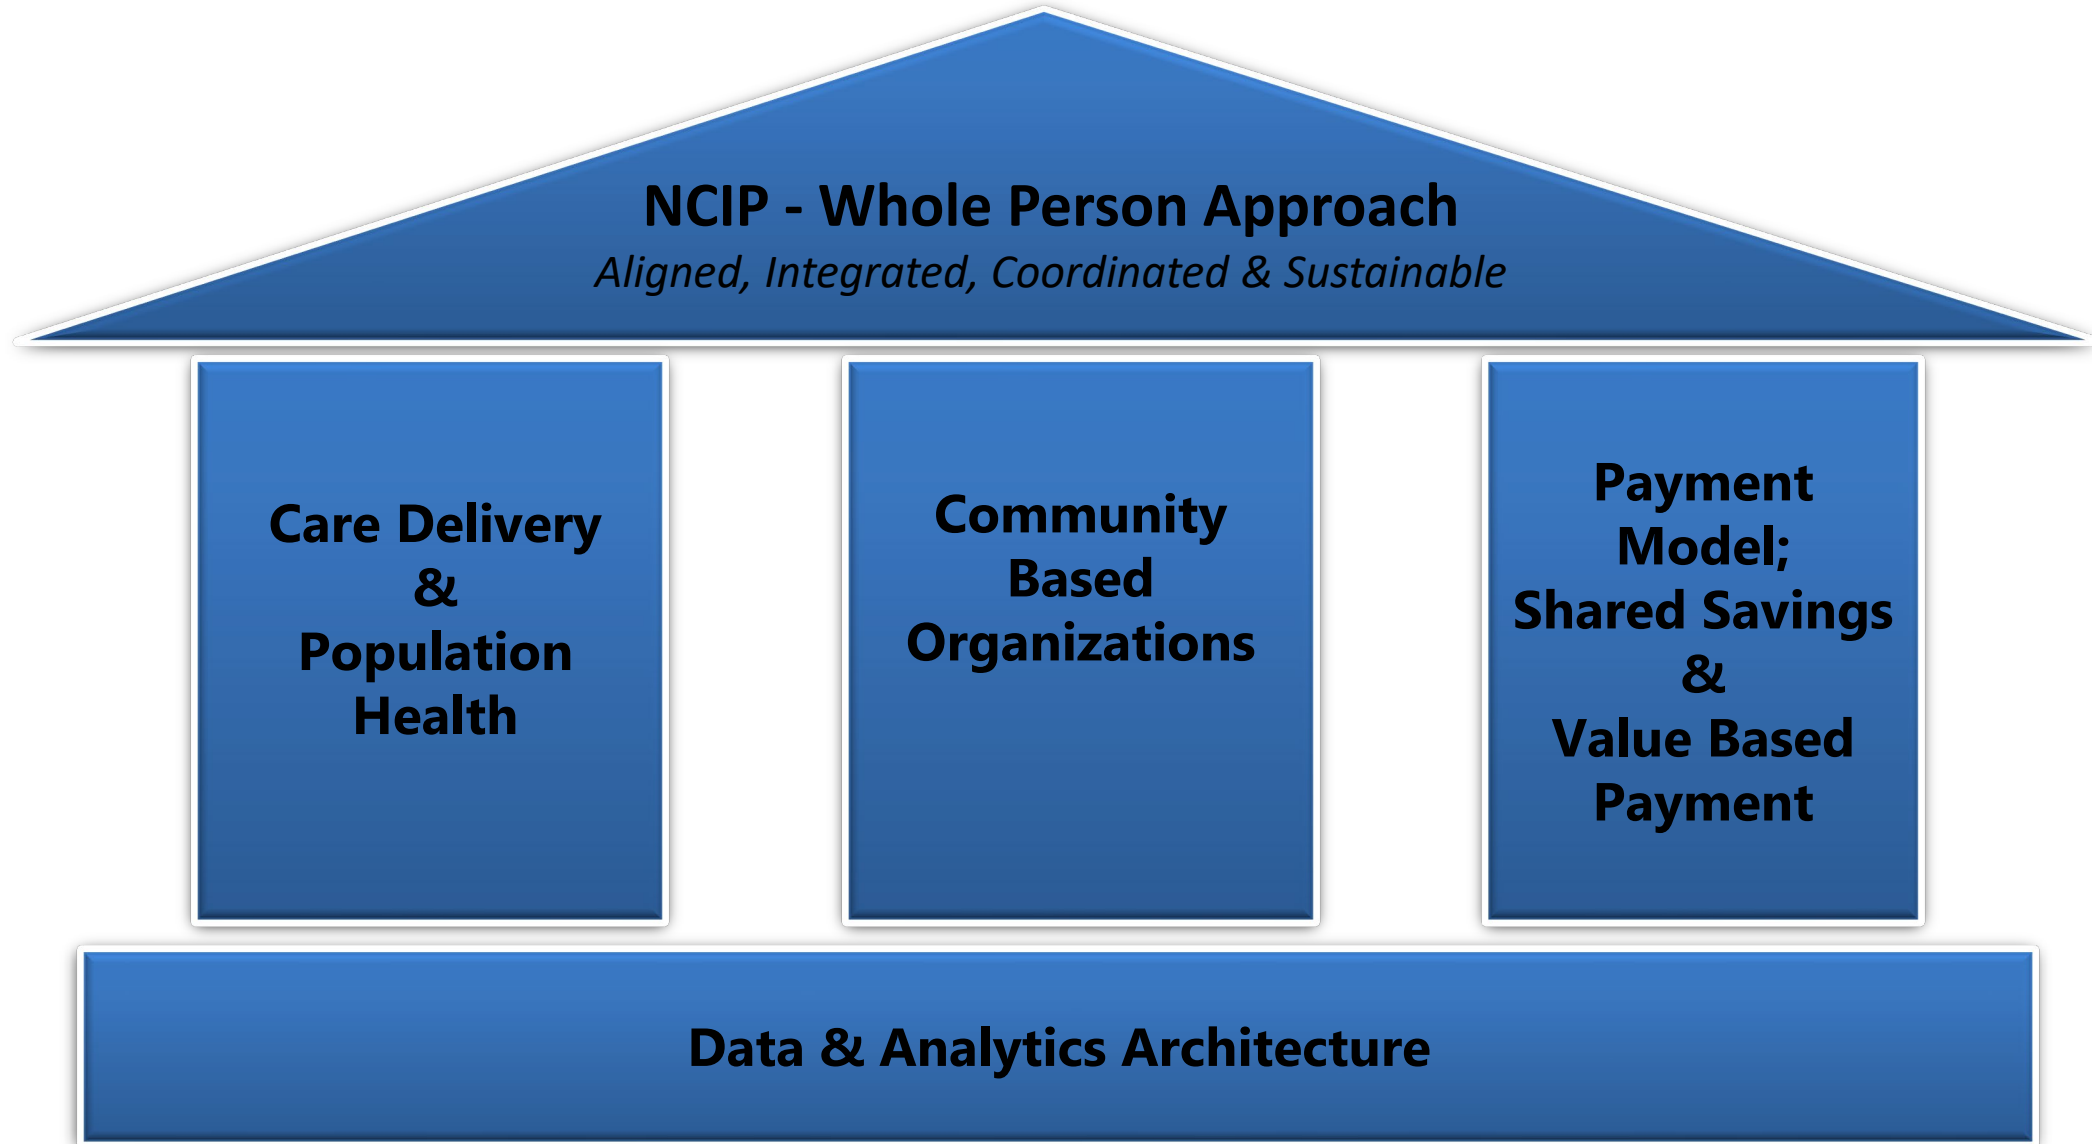 NCIP - Whole Person Approach
Aligned, Integrated, Coordinated & Sustainable
Care Delivery
&
Population
Health
Community
Based
Organizations
Payment
Model;
Shared Savings
&
Value Based
Payment
Data & Analytics Architecture